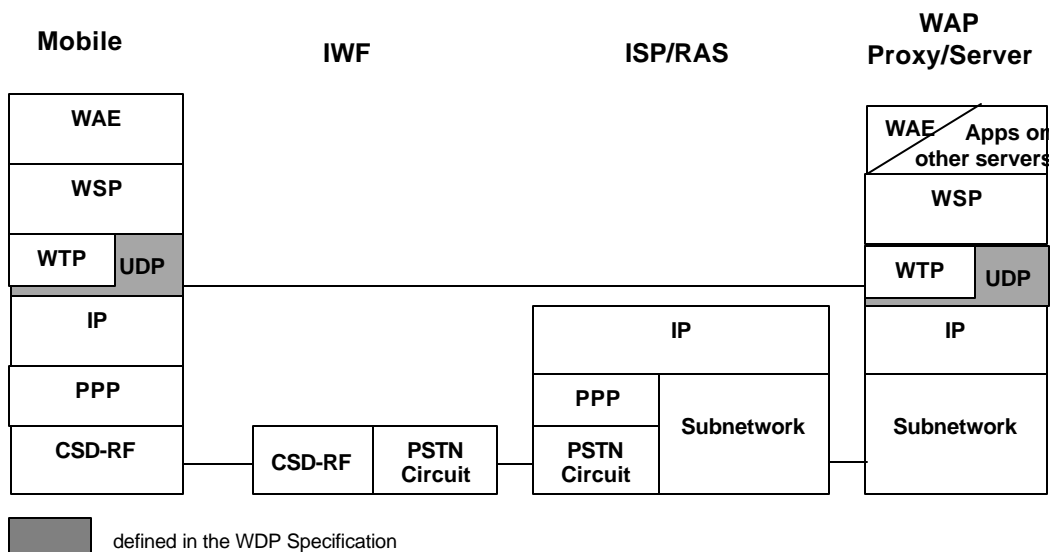 Mobile
IWF
ISP/RAS
WAP
Proxy/Server
WAE
WSP
WTP
UDP
IP
PPP
CSD-RF
CSD-RF
PSTN
Circuit
IP
PPP
PSTN
Circuit
Subnetwork
WAE
Apps on
other servers
WSP
WTP
UDP
IP
Subnetwork
defined in the WDP Specification